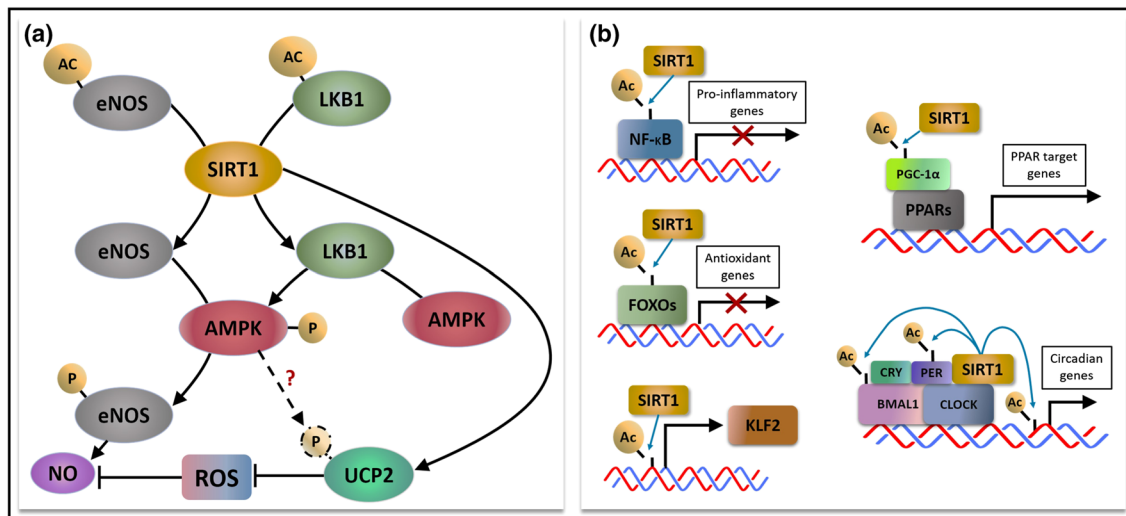 (a)
AC
AC
eNOS
LKB1
SIRT1
eNOS
LKB1
AMPK
P
AMPK
?
P
eNOS
P
NO
ROS
UCP2
(b)
SIRT1
Ac
Pro-inflammatory
genes
NF-κB
SIRT1
Ac
Antioxidant
genes
FOXOs
SIRT1
Ac
KLF2
SIRT1
Ac
PGC-1α
PPAR target
genes
PPARs
Ac
Ac
CRY
PER
SIRT1
Circadian
genes
BMAL1
CLOCK
Ac